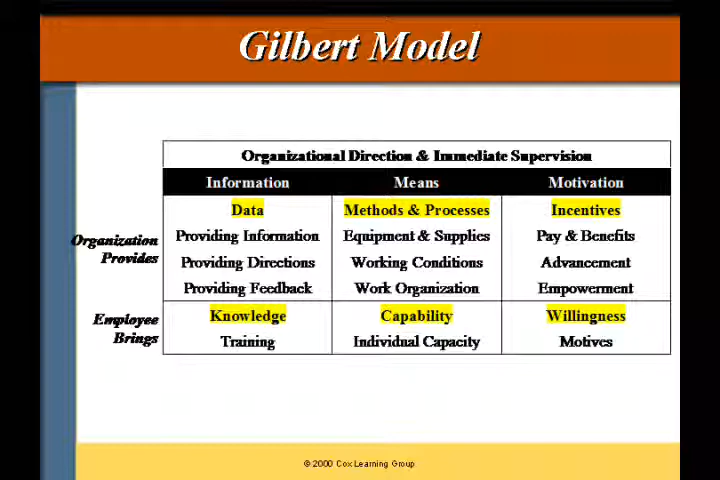 Gilbert Model
Organizational Direction & Immediate Supervision
Information Means Motivation
Data Methods & Processes Incentives
Organization Provides
Providing Information Equipment & Supplies Pay & Benefits
Providing Directions Working Conditions Advancement
Providing Feedback Work Organization Empowerment
Employee Brings
Knowledge Capability Willingness
Training Individual Capacity Motives
© 2000 Cox Learning Group